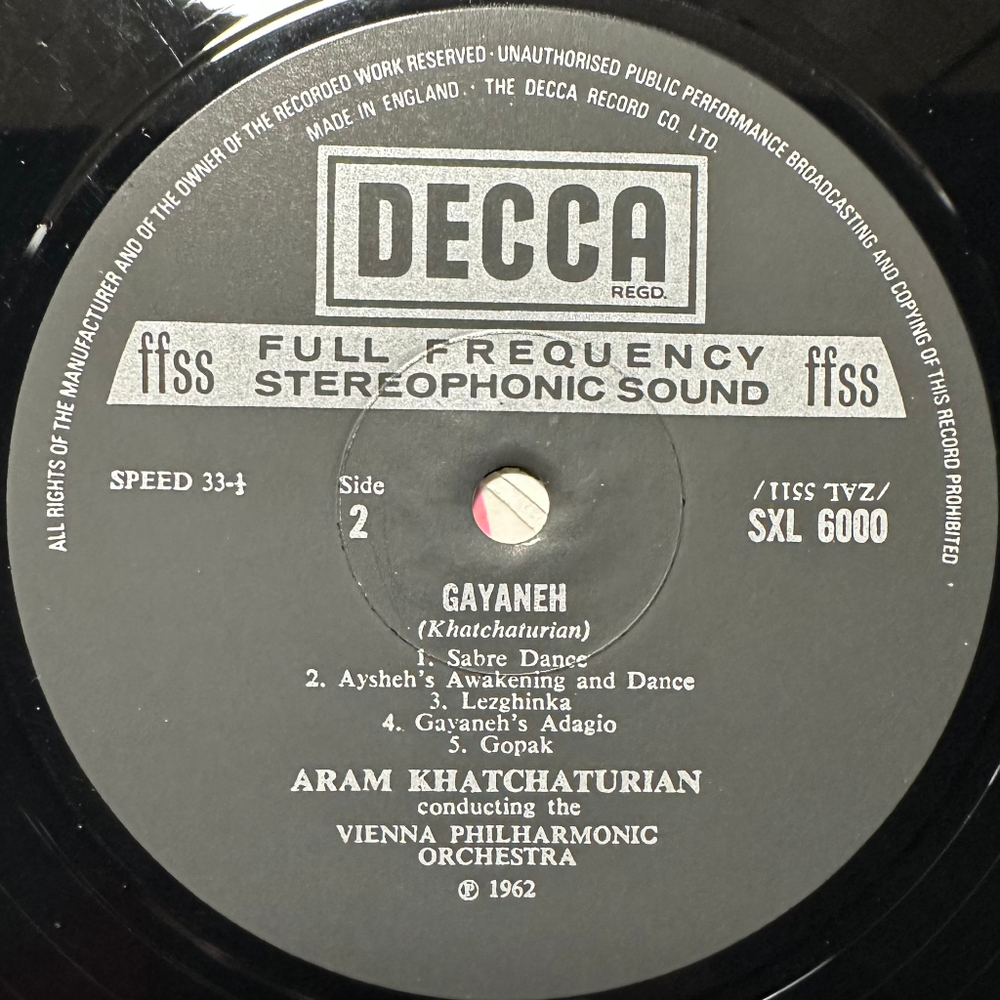 ALL RIGHTS OF THE MANUFACTURER AND OF THE OWNER OF THE RECORDED WORK RESERVED · UNAUTHORISED PUBLIC PERFORMANCE BROADCASTING AND COPYING OF THIS RECORD PROHIBITED
MADE IN ENGLAND · THE DECCA RECORD CO. LTD.
DECCA
REGD.
ffss FULL FREQUENCY ffss
STEREOPHONIC SOUND
SPEED 33-⅓
Side
2
/ZAL 5511/
SXL 6000
GAYANEH
(Khatchaturian)
1. Sabre Dance
2. Aysheh's Awakening and Dance
3. Lezghinka
4. Gayaneh's Adagio
5. Gopak
ARAM KHATCHATURIAN
conducting the
VIENNA PHILHARMONIC
ORCHESTRA
℗ 1962